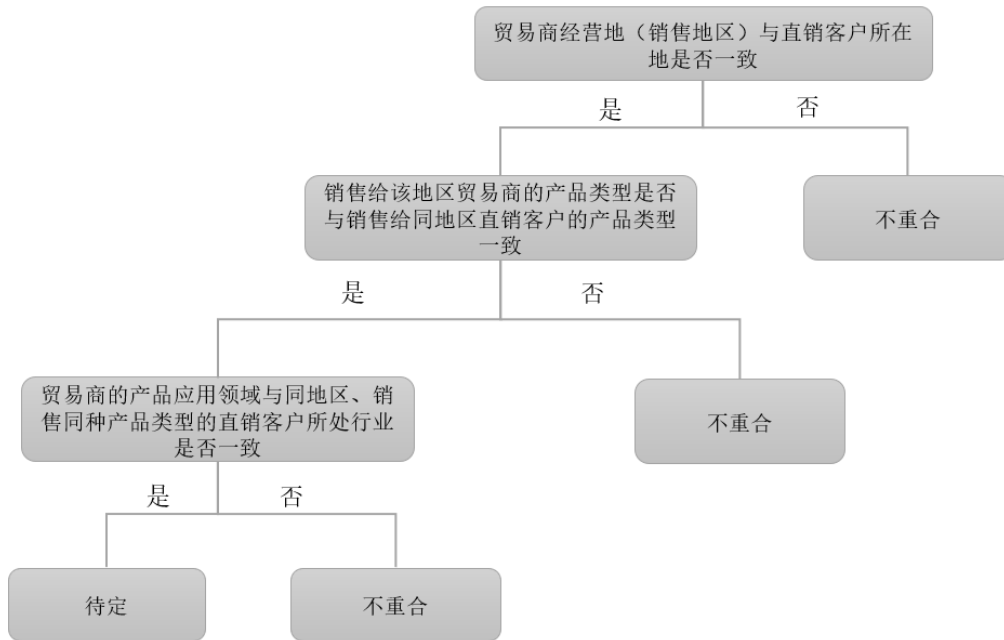 贸易商经营地（销售地区）与直销客户所在
地是否一致
是
否
销售给该地区贸易商的产品类型是否
与销售给同地区直销客户的产品类型
一致
不重合
是
否
贸易商的产品应用领域与同地区、销
售同种产品类型的直销客户所处行业
是否一致
不重合
是
否
待定
不重合